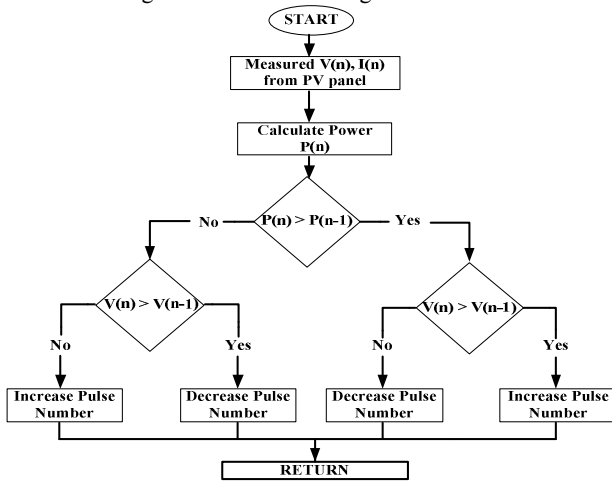 START
Measured V(n), I(n)
from PV panel
Calculate Power
P(n)
P(n) > P(n-1)
No
Yes
V(n) > V(n-1)
V(n) > V(n-1)
No
Yes
No
Yes
Increase Pulse
Number
Decrease Pulse
Number
Decrease Pulse
Number
Increase Pulse
Number
RETURN